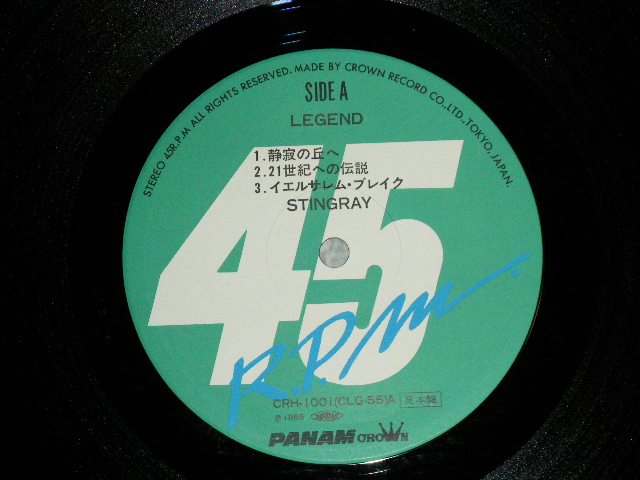 STEREO 45R.P.M ALL RIGHTS RESERVED. MADE BY CROWN RECORD CO.,LTD., TOKYO, JAPAN.
SIDE A
LEGEND
1. 静寂の丘へ
2. 21世紀への伝説
3. イエルサレム・ブレイク
STINGRAY
45
R.P.M.
CRH-1001(CLG-55)A 見本盤
PANAM CROWN